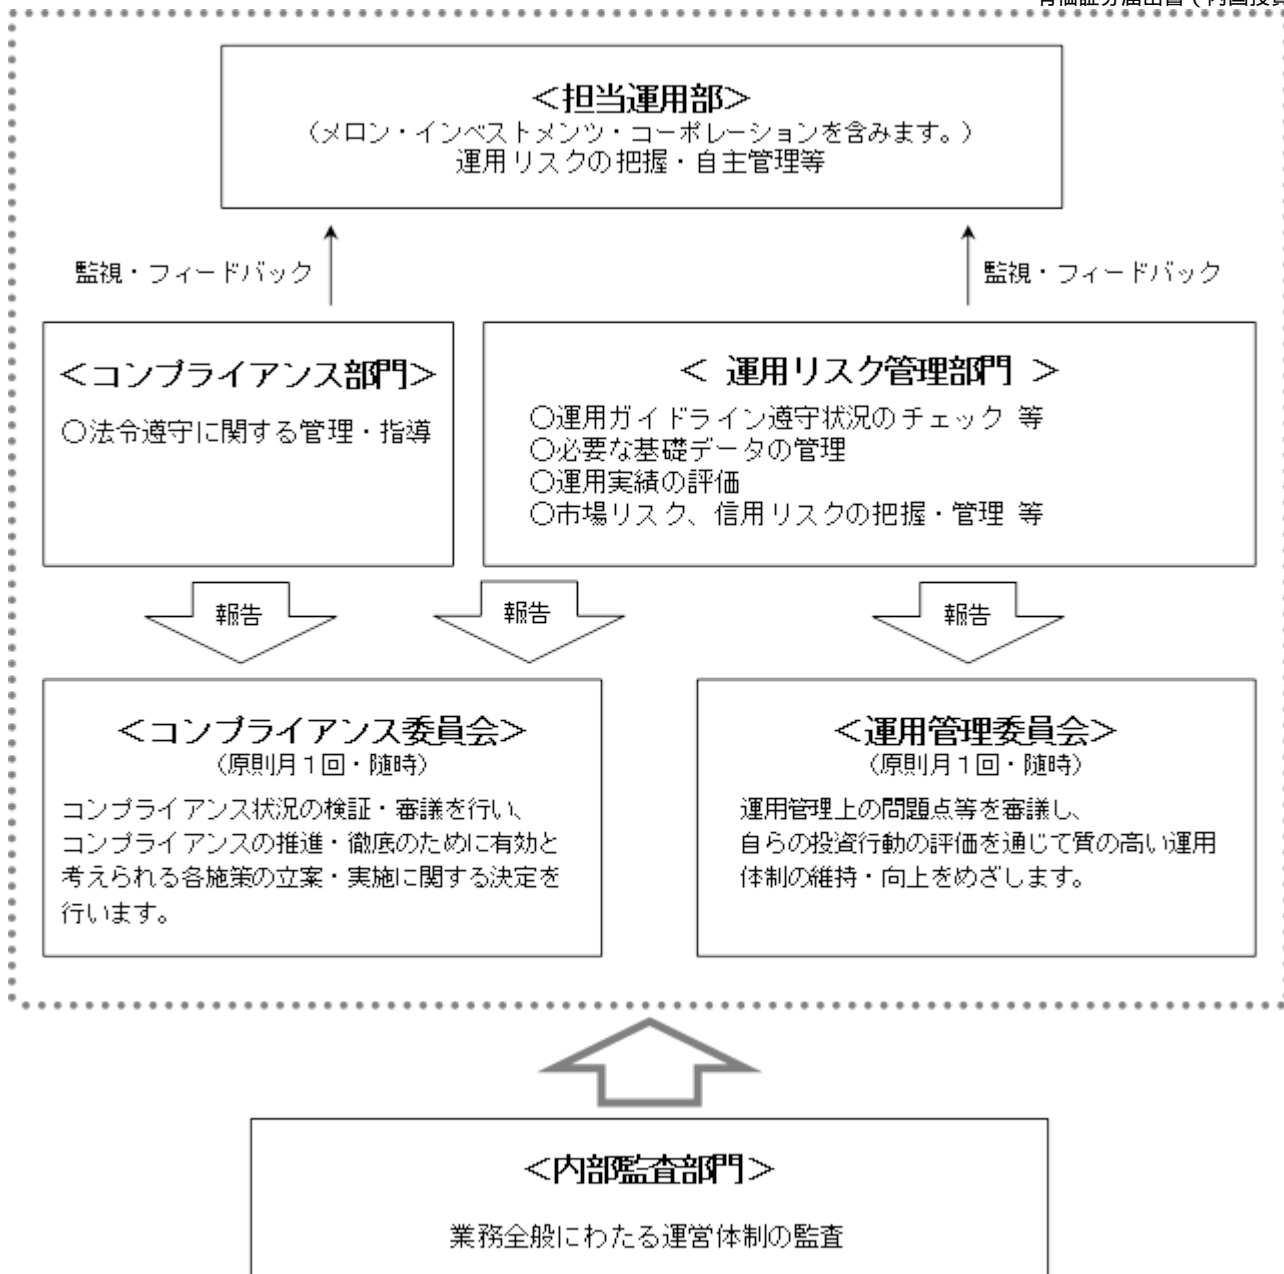 ＜担当運用部＞
（メロン・インベストメンツ・コーポレーションを含みます。）
運用リスクの把握・自主管理等
監視・フィードバック
監視・フィードバック
＜コンプライアンス部門＞
〇法令遵守に関する管理・指導
＜ 運用リスク管理部門 ＞
〇運用ガイドライン遵守状況のチェック 等
〇必要な基礎データの管理
〇運用実績の評価
〇市場リスク、信用リスクの把握・管理 等
報告
報告
報告
＜コンプライアンス委員会＞
（原則月１回・随時）
コンプライアンス状況の検証・審議を行い、
コンプライアンスの推進・徹底のために有効と
考えられる各施策の立案・実施に関する決定を
行います。
＜運用管理委員会＞
（原則月１回・随時）
運用管理上の問題点等を審議し、
自らの投資行動の評価を通じて質の高い運用
体制の維持・向上をめざします。
＜内部監査部門＞
業務全般にわたる運営体制の監査